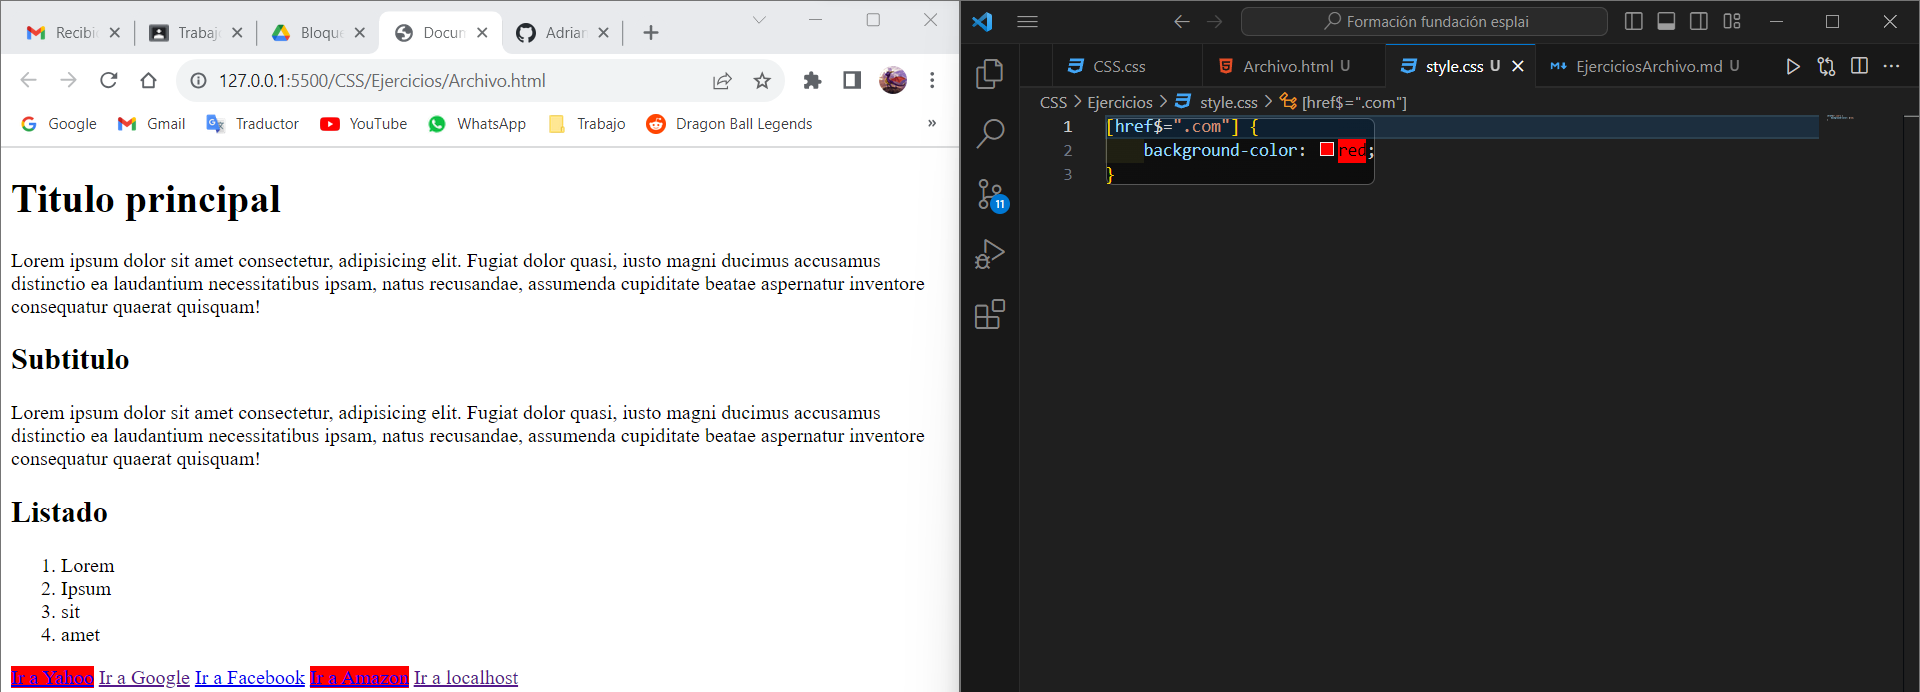 Recibi
Trabaj
Bloque
Docum
Adrian
127.0.0.1:5500/CSS/Ejercicios/Archivo.html
Google
Gmail
Traductor
YouTube
WhatsApp
Trabajo
Dragon Ball Legends
»
Titulo principal
Lorem ipsum dolor sit amet consectetur, adipisicing elit. Fugiat dolor quasi, iusto magni ducimus accusamus
distinctio ea laudantium necessitatibus ipsam, natus recusandae, assumenda cupiditate beatae aspernatur inventore
consequatur quaerat quisquam!
Subtitulo
Lorem ipsum dolor sit amet consectetur, adipisicing elit. Fugiat dolor quasi, iusto magni ducimus accusamus
distinctio ea laudantium necessitatibus ipsam, natus recusandae, assumenda cupiditate beatae aspernatur inventore
consequatur quaerat quisquam!
Listado
1. Lorem
2. Ipsum
3. sit
4. amet
Ir a Yahoo Ir a Google Ir a Facebook Ir a Amazon Ir a localhost
Formación fundación esplai
CSS.css
Archivo.html U
style.css U
EjerciciosArchivo.md U
CSS > Ejercicios > style.css > [href$=".com"]
1 [href$=".com"] {
2 background-color: red;
3 }
11